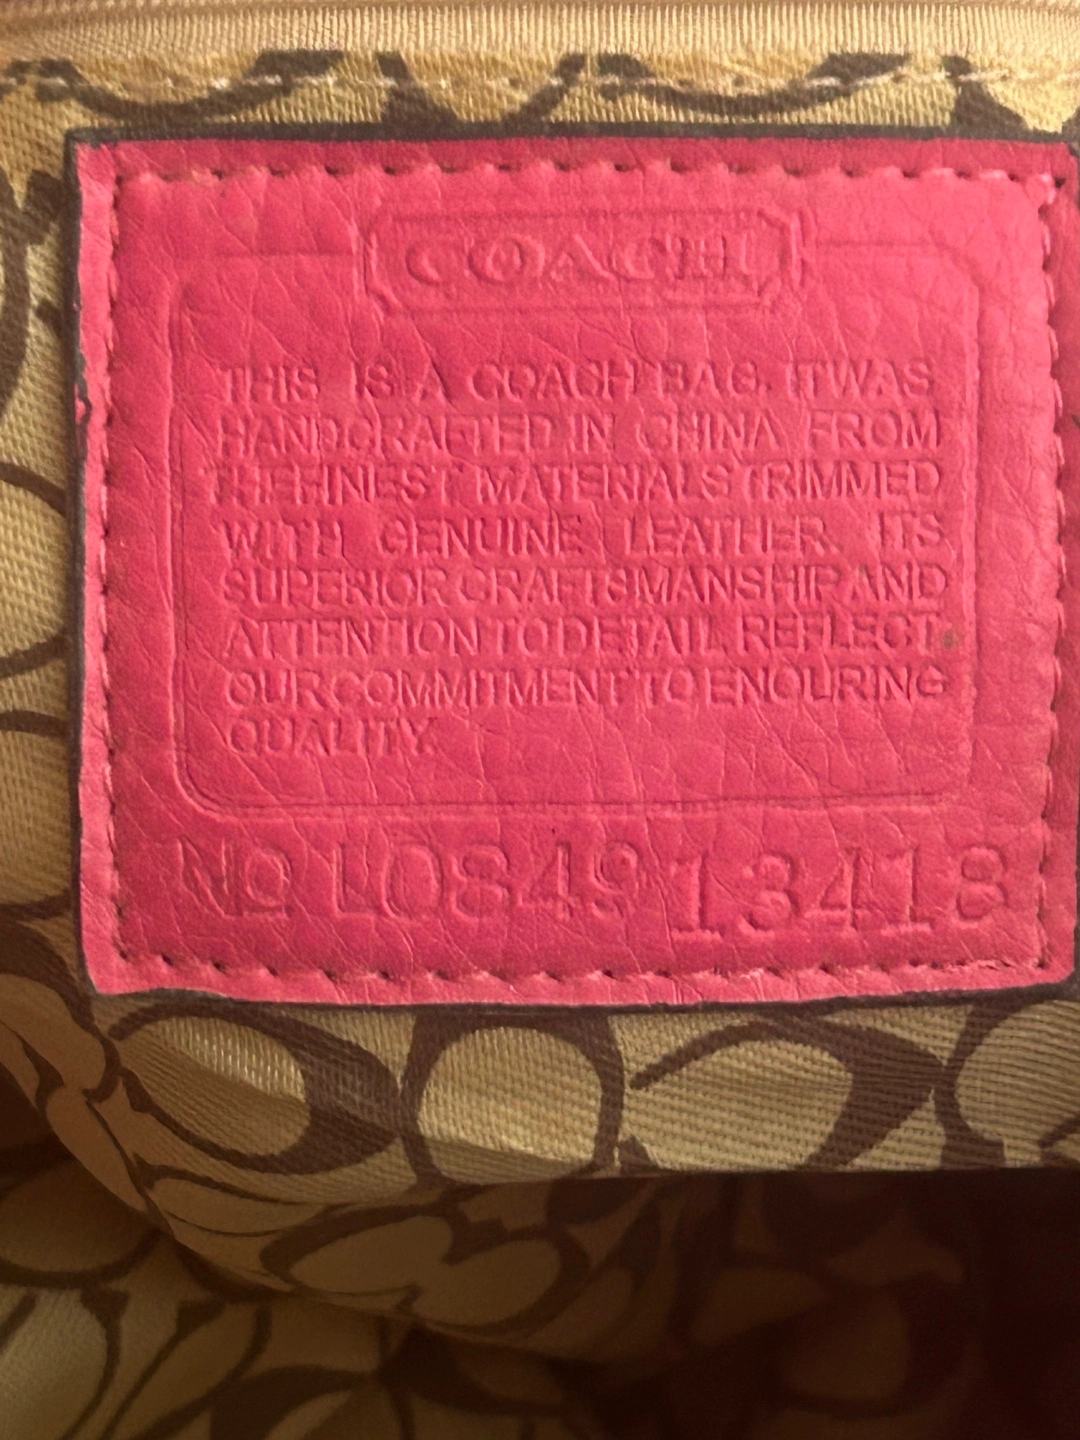 COACH
THIS IS A COACH BAG. IT WAS
HANDCRAFTED IN CHINA FROM
THE FINEST MATERIALS TRIMMED
WITH GENUINE LEATHER. ITS
SUPERIOR CRAFTSMANSHIP AND
ATTENTION TO DETAIL REFLECT
OUR COMMITMENT TO ENDURING
QUALITY.
No L0849 13418